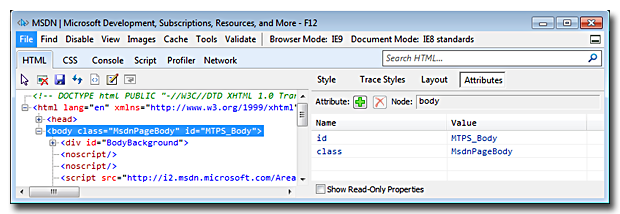 MSDN | Microsoft Development, Subscriptions, Resources, and More - F12
File Find Disable View Images Cache Tools Validate Browser Mode: IE9 Document Mode: IE8 standards
HTML CSS Console Script Profiler Network Search HTML...
Style Trace Styles Layout Attributes
<!-- DOCTYPE html PUBLIC "-//W3C//DTD XHTML 1.0 Tran
<html lang="en" xmlns="http://www.w3.org/1999/xhtml"
<head>
<body class="MsdnPageBody" id="MTPS_Body">
<div id="BodyBackground">
<noscript/>
<noscript/>
<script src="http://i2.msdn.microsoft.com/Area
Attribute: Node: body
Name Value
id MTPS_Body
class MsdnPageBody
Show Read-Only Properties